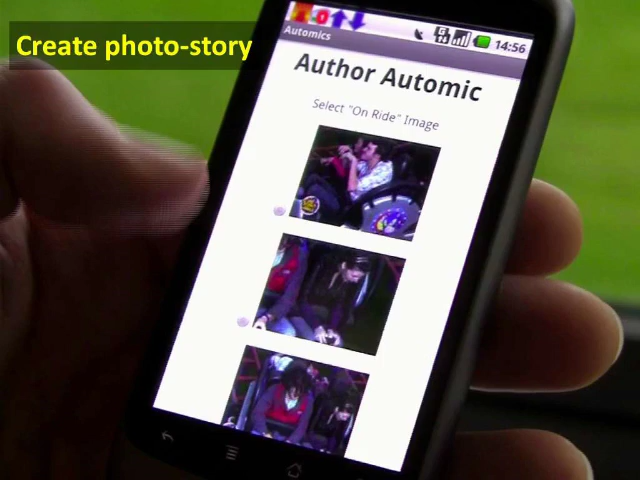 Create photo-story
14:56
Automics
Author Automic
Select "On Ride" Image